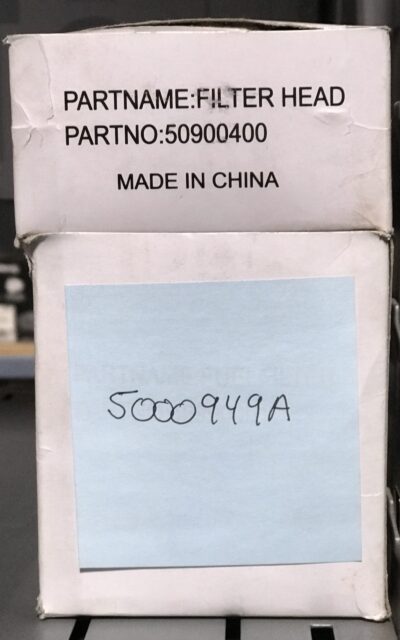 PARTNAME:FILTER HEAD
PARTNO:50900400
MADE IN CHINA
5000949A